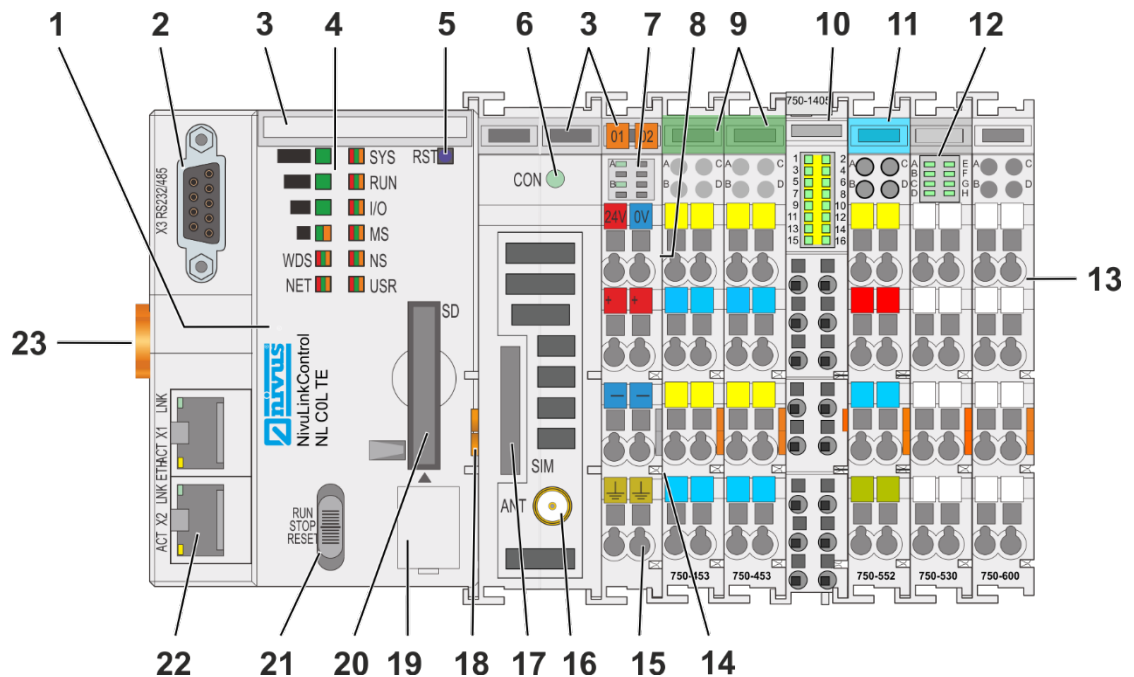 1 2 3 4 5 6 3 7 8 9 10 11 12
750-1405
X3 RS232/485
SYS
RST
RUN
I/O
MS
WDS NS
NET USR
CON
01 02
A
B
24V 0V
+ +
A C
B D
A C
B D
1 2
3 4
5 6
7 8
9 10
11 12
13 14
15 16
A C
B D
A E
B F
C G
D H
A C
B D
13
SD
23
nivus
NivuLinkControl
NL C0L TE
LNK
ACT X1
ETH
LNK
ACT X2
RUN
STOP
RESET
SIM
ANT
− −
750-453 750-453 750-552 750-530 750-600
22 21 20 19 18 17 16 15 14